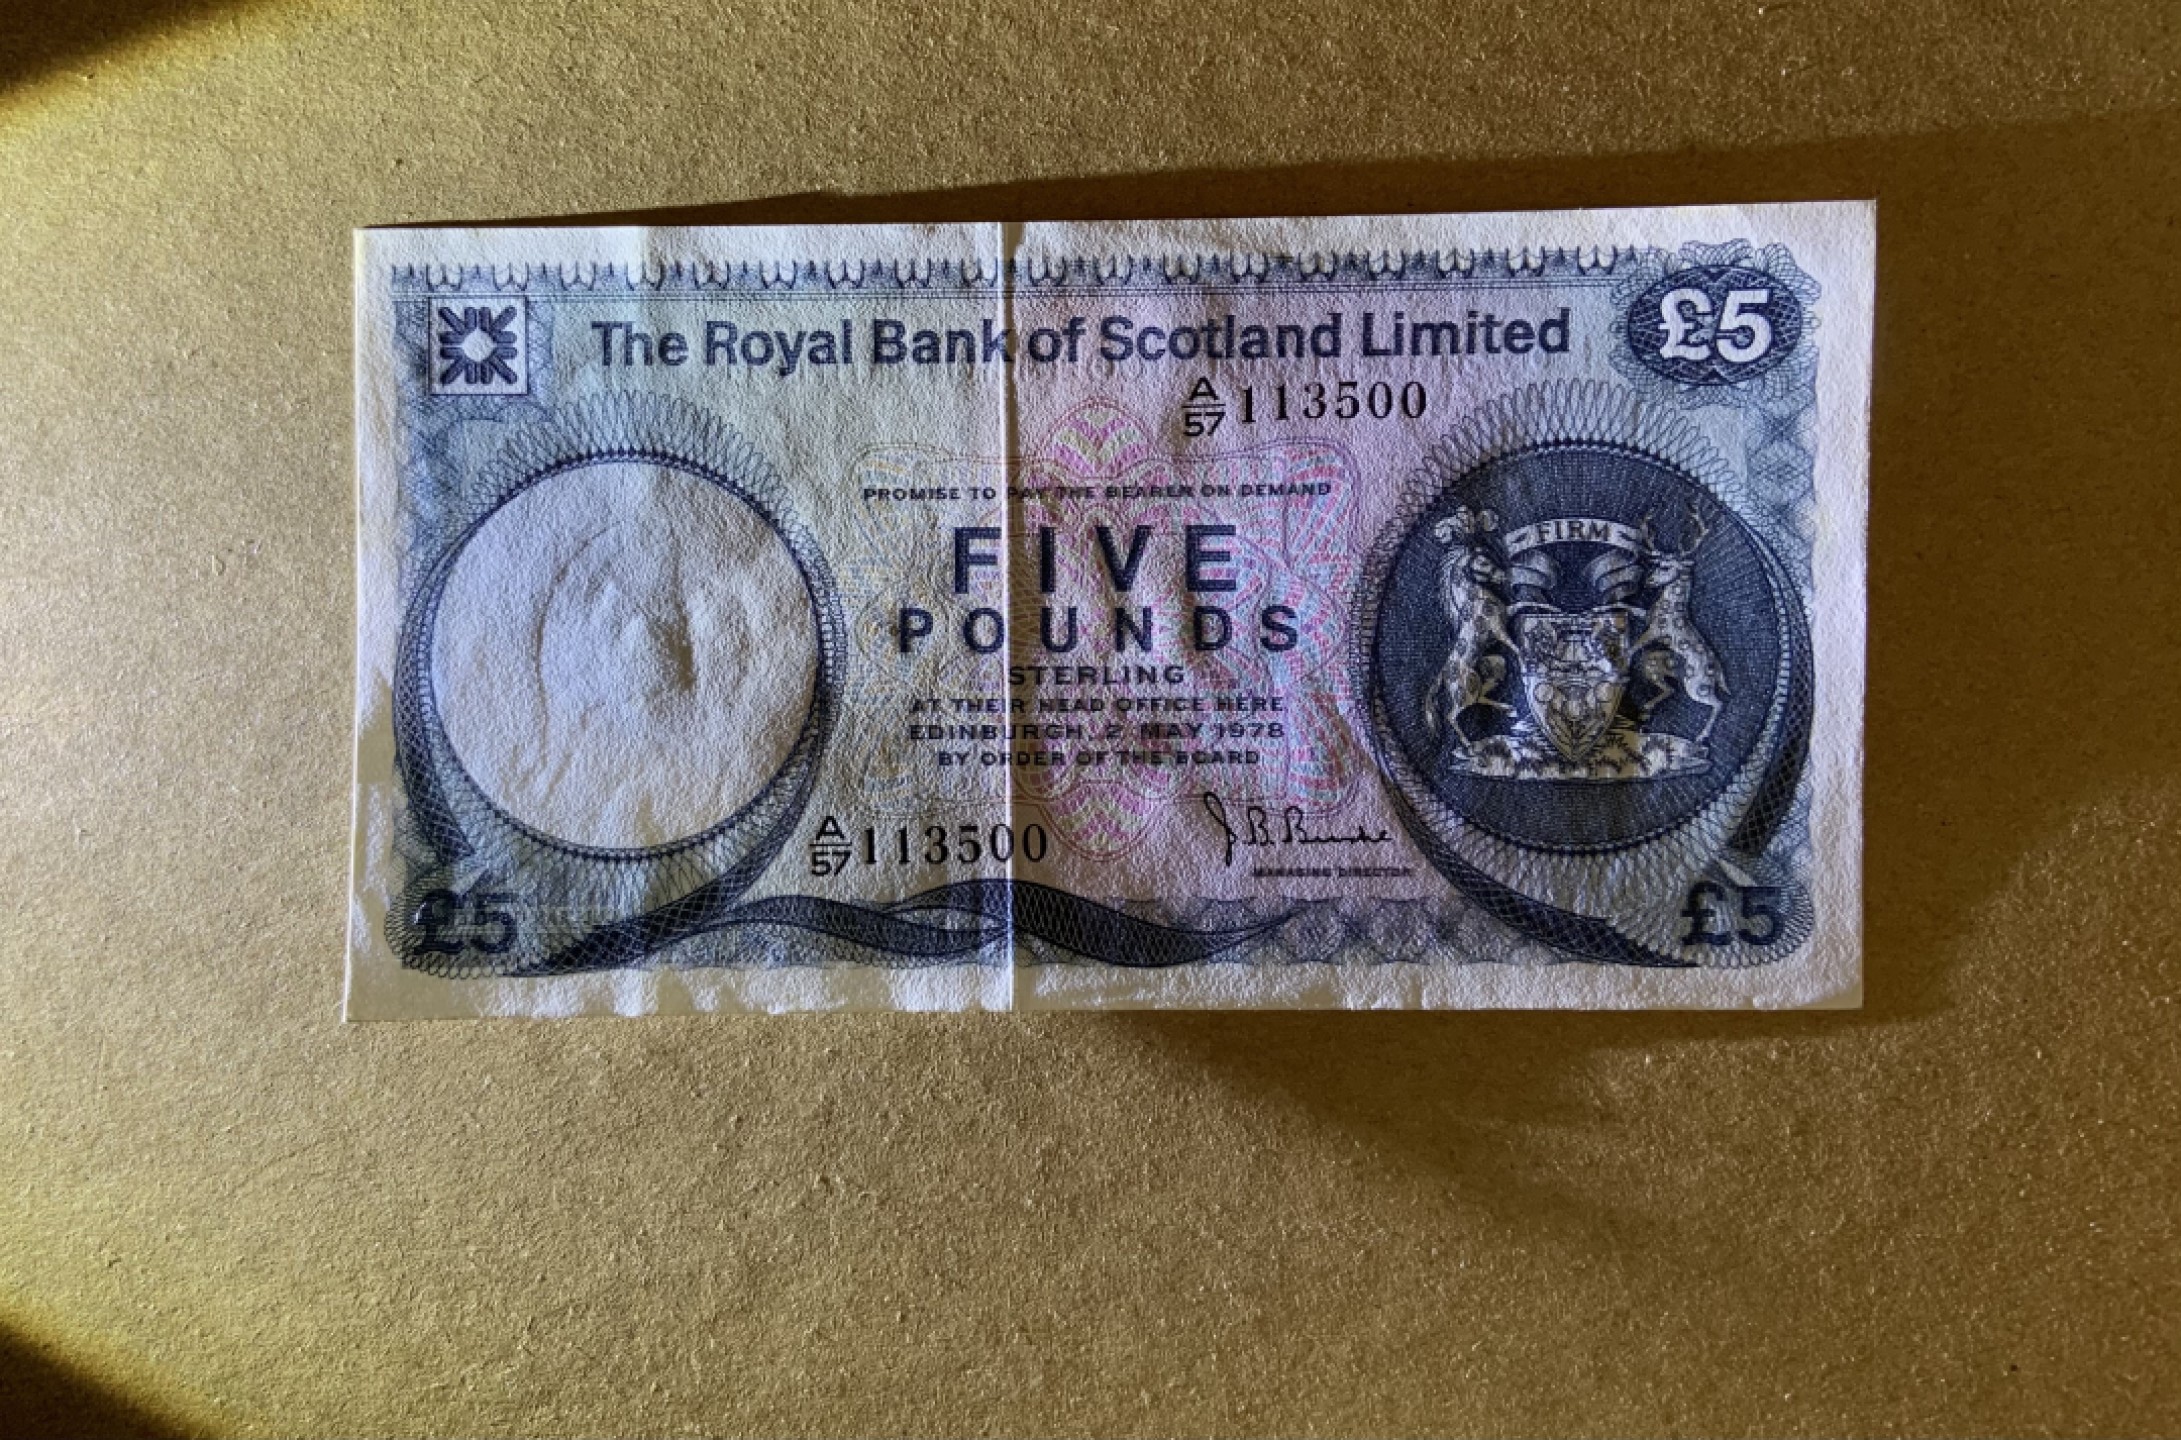 The Royal Bank of Scotland Limited
£5
A/57 113500
PROMISE TO PAY THE BEARER ON DEMAND
FIVE
POUNDS
STERLING
AT THEIR HEAD OFFICE HERE
EDINBURGH, 2 MAY 1978
BY ORDER OF THE BOARD
FIRM
A/57 113500
J B Burke
MANAGING DIRECTOR
£5
£5